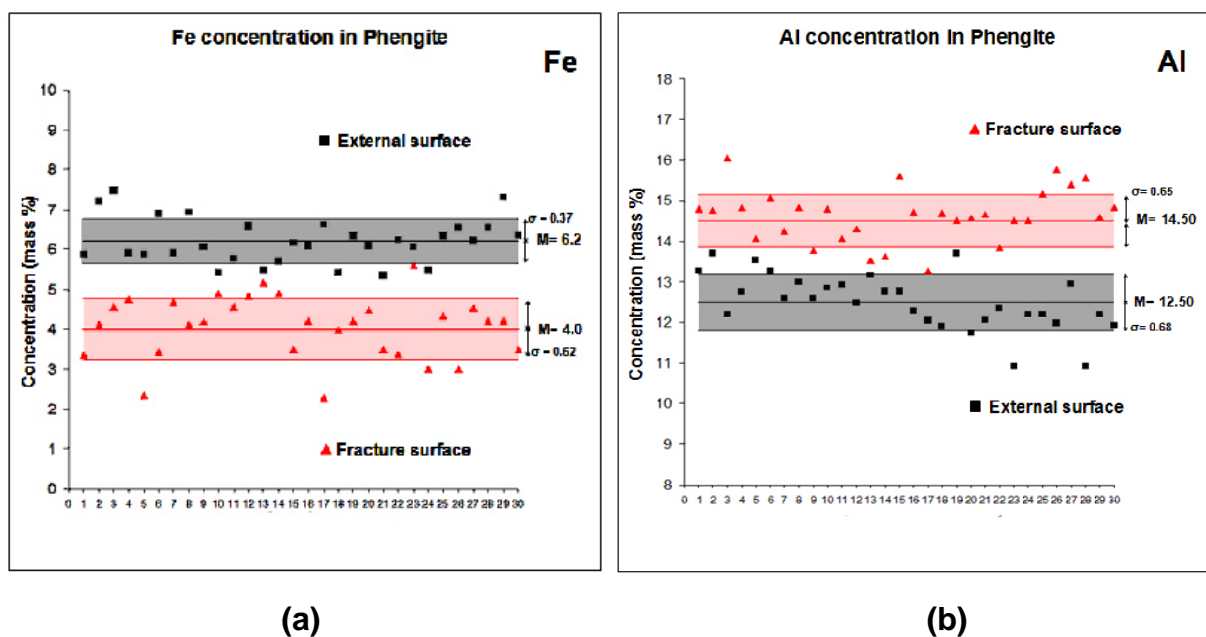 Fe concentration in Phengite
Fe
10
9
8
7
6
5
4
3
2
1
0
Concentration (mass %)
External surface
σ – 0.37
M= 6.2
M= 4.0
σ = 0.62
Fracture surface
0 1 2 3 4 5 6 7 8 9 10 11 12 13 14 15 16 17 18 19 20 21 22 23 24 25 26 27 28 29 30
(a)
Al concentration in Phengite
Al
18
17
16
15
14
13
12
11
10
9
8
Concentration (mass %)
Fracture surface
σ= 0.65
M= 14.50
M– 12.50
σ= 0.68
External surface
0 1 2 3 4 5 6 7 8 9 10 11 12 13 14 15 16 17 18 19 20 21 22 23 24 25 26 27 28 29 30
(b)